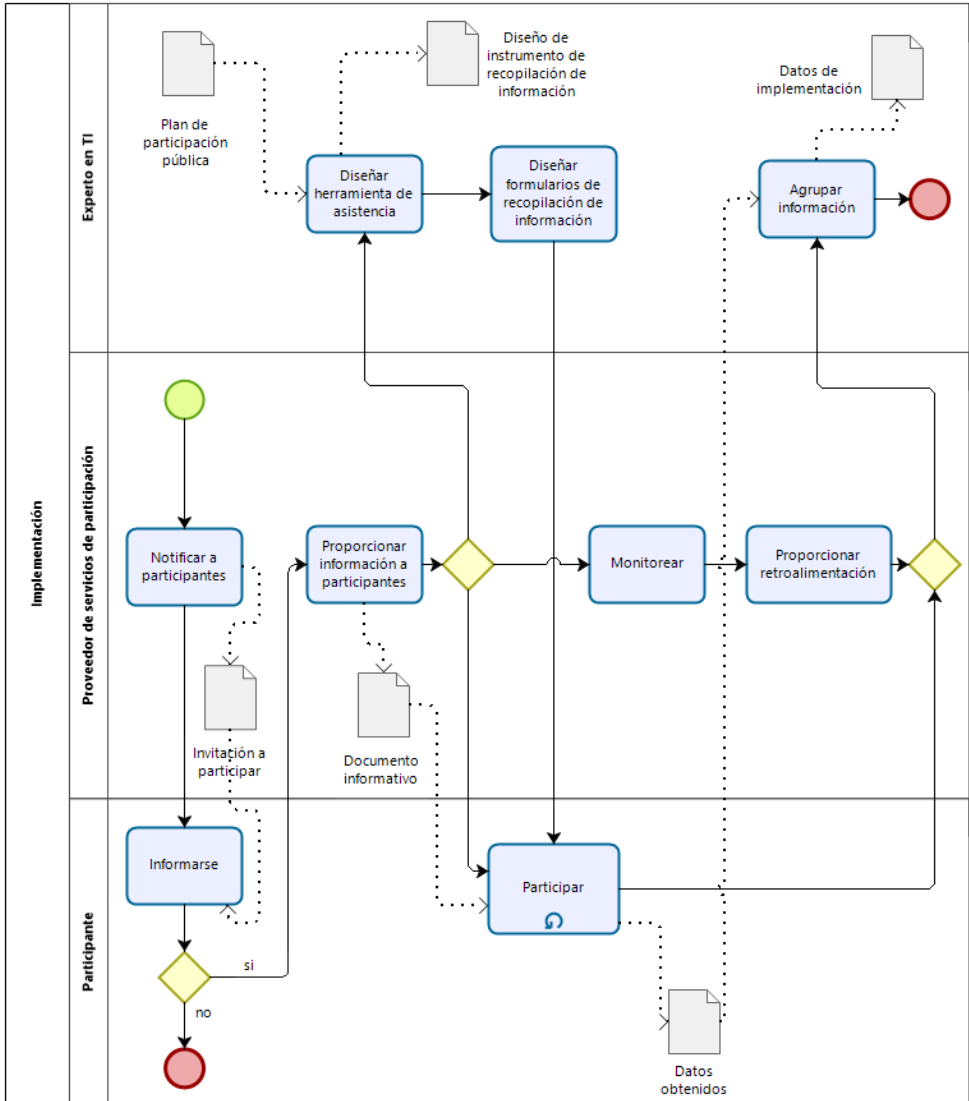 Implementación
Experto en TI
Plan de
participación
pública
Diseño de
instrumento de
recopilación de
información
Diseñar
herramienta de
asistencia
Diseñar
formularios de
recopilación de
información
Datos de
implementación
Agrupar
información
Proveedor de servicios de participación
Notificar a
participantes
Proporcionar
información a
participantes
Monitorear
Proporcionar
retroalimentación
Invitación a
participar
Documento
informativo
Participante
Informarse
Participar
si
no
Datos
obtenidos